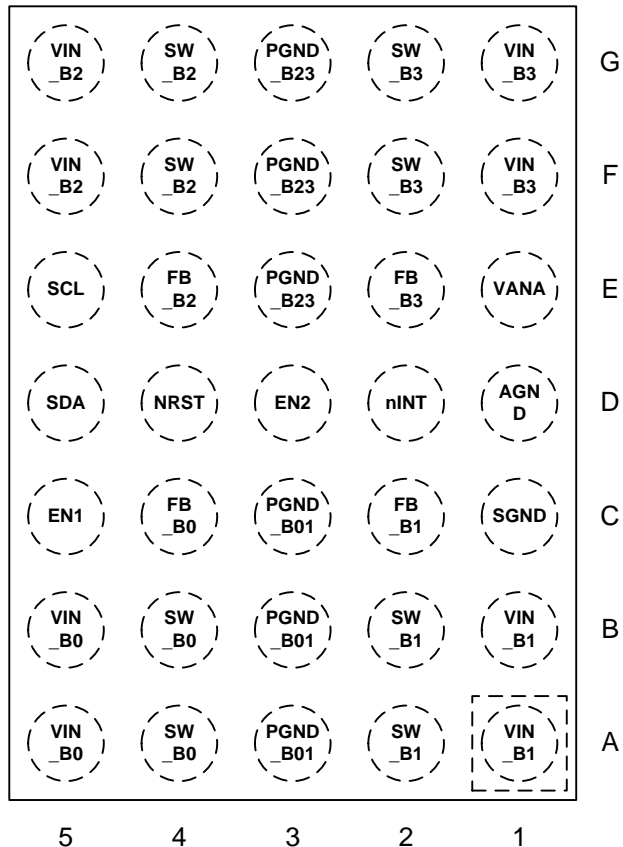 VIN SW PGND SW VIN
_B2 _B2 _B23 _B3 _B3 G
VIN SW PGND SW VIN
_B2 _B2 _B23 _B3 _B3 F
SCL FB PGND FB VANA E
_B2 _B23 _B3
SDA NRST EN2 nINT AGN D
D
EN1 FB PGND FB SGND C
_B0 _B01 _B1
VIN SW PGND SW VIN
_B0 _B0 _B01 _B1 _B1 B
VIN SW PGND SW VIN
_B0 _B0 _B01 _B1 _B1 A
5 4 3 2 1